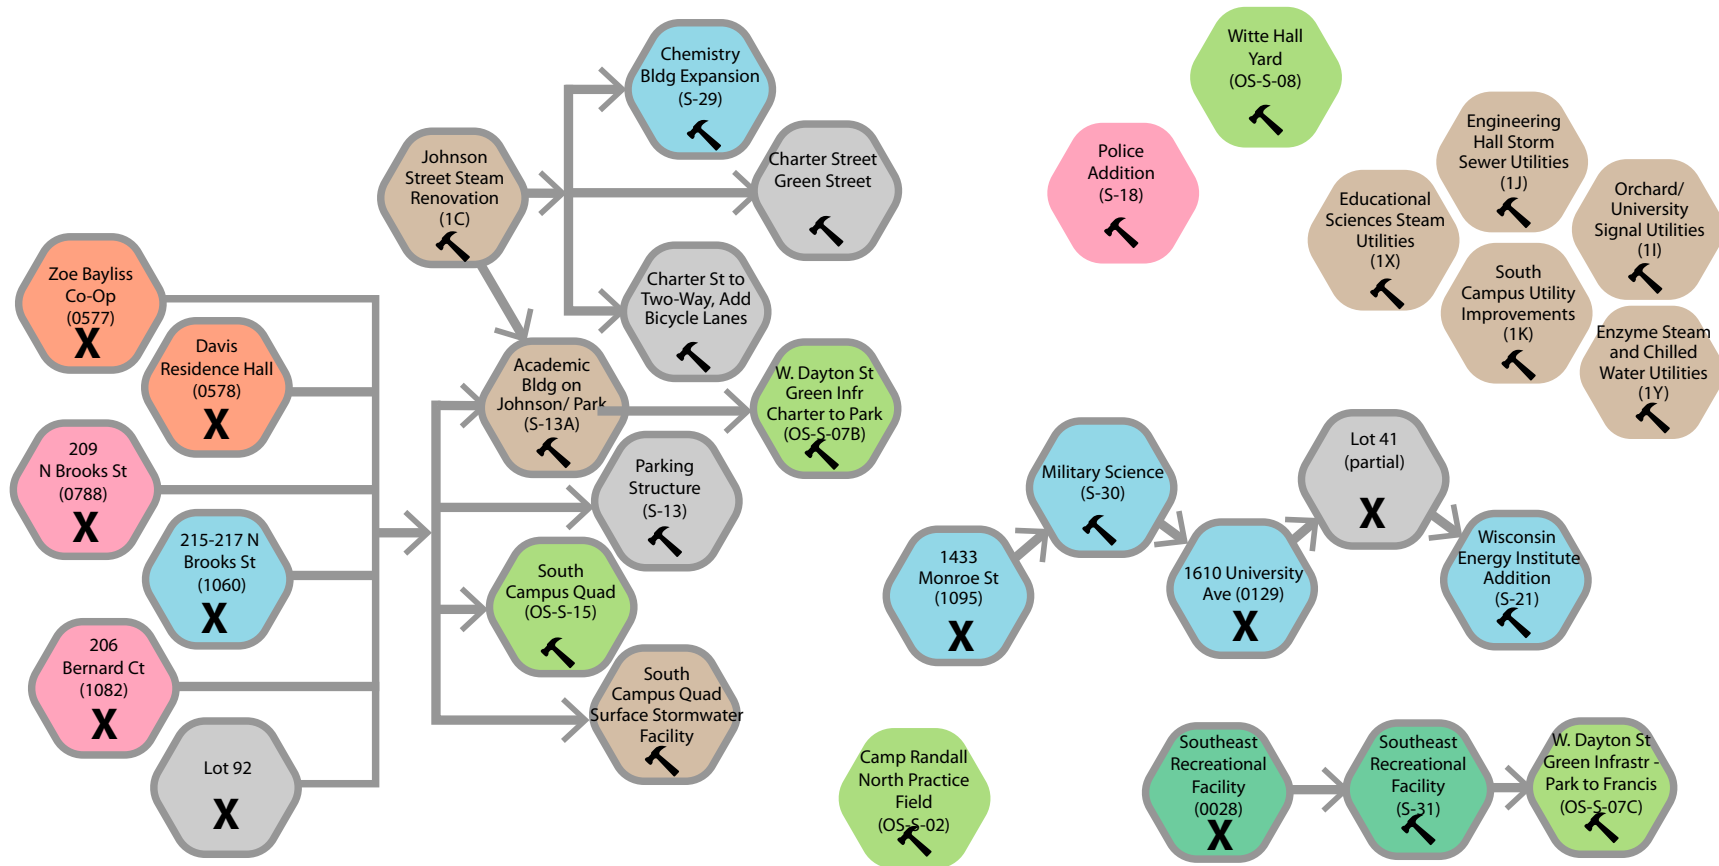 Chemistry
Bldg Expansion
(S-29)
Charter Street
Green Street
Johnson
Street Steam
Renovation
(1C)
Charter St to
Two-Way, Add
Bicycle Lanes
Zoe Bayliss
Co-Op
(0577)
X
Davis
Residence Hall
(0578)
X
209
N Brooks St
(0788)
X
215-217 N
Brooks St
(1060)
X
206
Bernard Ct
(1082)
X
Lot 92
X
Academic
Bldg on
Johnson/ Park
(S-13A)
W. Dayton St
Green Infr
Charter to Park
(OS-S-07B)
Parking
Structure
(S-13)
South
Campus Quad
(OS-S-15)
South
Campus Quad
Surface Stormwater
Facility
Witte Hall
Yard
(OS-S-08)
Police
Addition
(S-18)
Engineering
Hall Storm
Sewer Utilities
(1J)
Educational
Sciences Steam
Utilities
(1X)
Orchard/
University
Signal Utilities
(1I)
South
Campus Utility
Improvements
(1K)
Enzyme Steam
and Chilled
Water Utilities
(1Y)
1433
Monroe St
(1095)
X
Military Science
(S-30)
1610 University
Ave (0129)
X
Lot 41
(partial)
X
Wisconsin
Energy Institute
Addition
(S-21)
Camp Randall
North Practice
Field
(OS-S-02)
Southeast
Recreational
Facility
(0028)
X
Southeast
Recreational
Facility
(S-31)
W. Dayton St
Green Infrastr -
Park to Francis
(OS-S-07C)